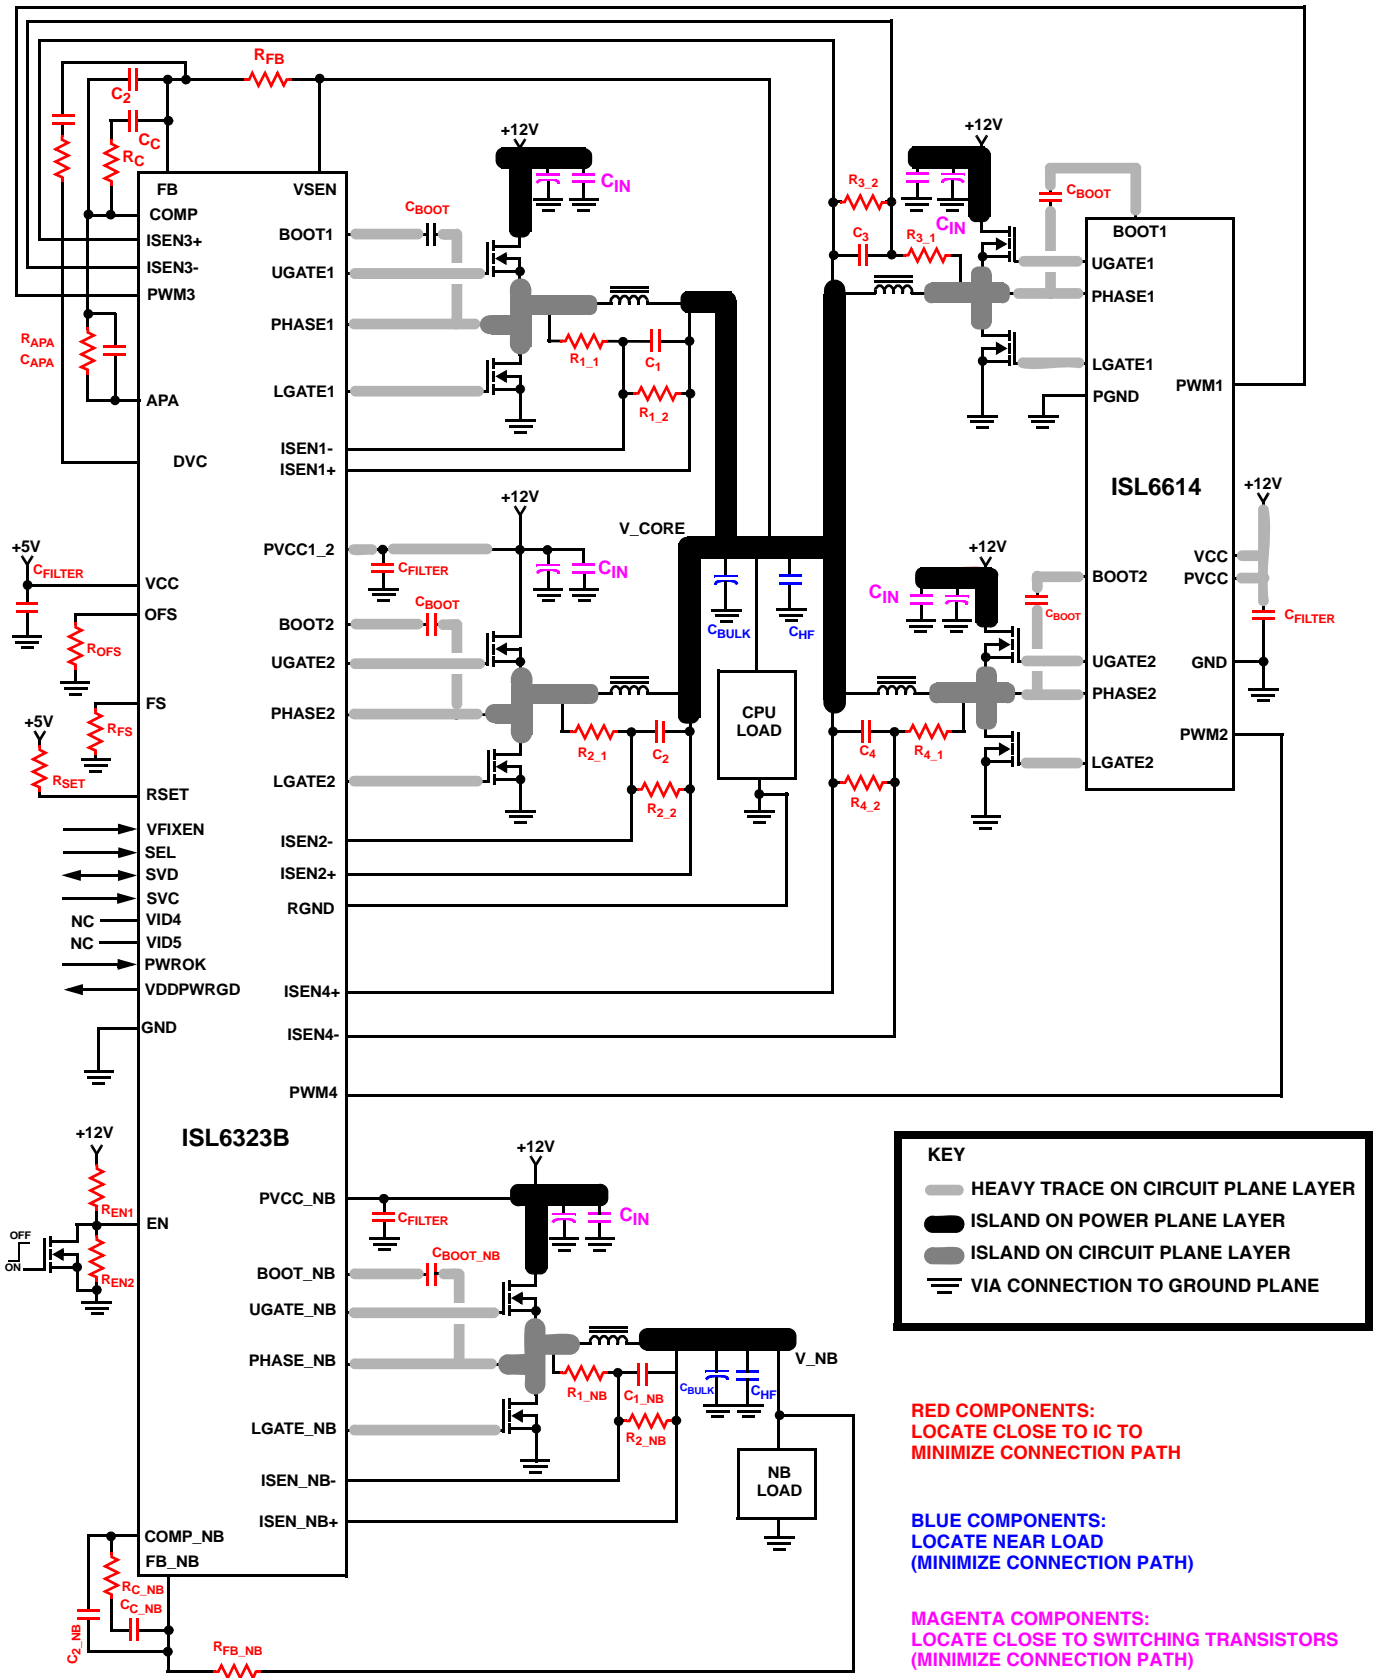 RFB
C2
CC
RC
+12V
CIN
FB
VSEN
COMP
ISEN3+
ISEN3-
PWM3
RAPA
CAPA
APA
DVC
CBOOT
BOOT1
UGATE1
PHASE1
LGATE1
R1_1
C1
R1_2
ISEN1-
ISEN1+
+12V
R3_2
C3
R3_1
CIN
CBOOT
BOOT1
UGATE1
PHASE1
LGATE1
PGND
PWM1
ISL6614
+12V
VCC
PVCC
CFILTER
GND
PWM2
+12V
V_CORE
PVCC1_2
CFILTER
CIN
CBOOT
BOOT2
UGATE2
PHASE2
LGATE2
R2_1
C2
R2_2
ISEN2-
ISEN2+
RGND
CBULK
CHF
CPU
LOAD
+12V
CIN
CBOOT
BOOT2
UGATE2
PHASE2
LGATE2
C4
R4_1
R4_2
+5V
CFILTER
VCC
OFS
ROFS
FS
+5V
RFS
RSET
RSET
VFIXEN
SEL
SVD
SVC
NC
VID4
NC
VID5
PWROK
VDDPWRGD
GND
ISEN4+
ISEN4-
PWM4
ISL6323B
+12V
REN1
EN
OFF
ON
REN2
+12V
PVCC_NB
CFILTER
CIN
CBOOT_NB
BOOT_NB
UGATE_NB
PHASE_NB
LGATE_NB
R1_NB
C1_NB
R2_NB
ISEN_NB-
ISEN_NB+
V_NB
CBULK
CHF
NB
LOAD
COMP_NB
FB_NB
RC_NB
CC_NB
C2_NB
RFB_NB
KEY
HEAVY TRACE ON CIRCUIT PLANE LAYER
ISLAND ON POWER PLANE LAYER
ISLAND ON CIRCUIT PLANE LAYER
VIA CONNECTION TO GROUND PLANE
RED COMPONENTS:
LOCATE CLOSE TO IC TO
MINIMIZE CONNECTION PATH
BLUE COMPONENTS:
LOCATE NEAR LOAD
(MINIMIZE CONNECTION PATH)
MAGENTA COMPONENTS:
LOCATE CLOSE TO SWITCHING TRANSISTORS
(MINIMIZE CONNECTION PATH)